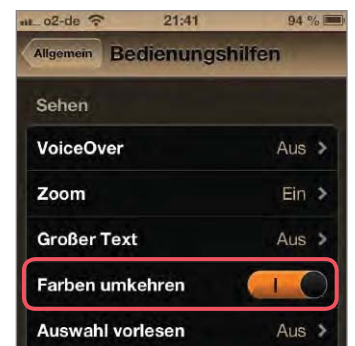 o2-de 21:41 94 %
Allgemein Bedienungshilfen
Sehen
VoiceOver Aus
Zoom Ein
Großer Text Aus
Farben umkehren
Auswahl vorlesen Aus